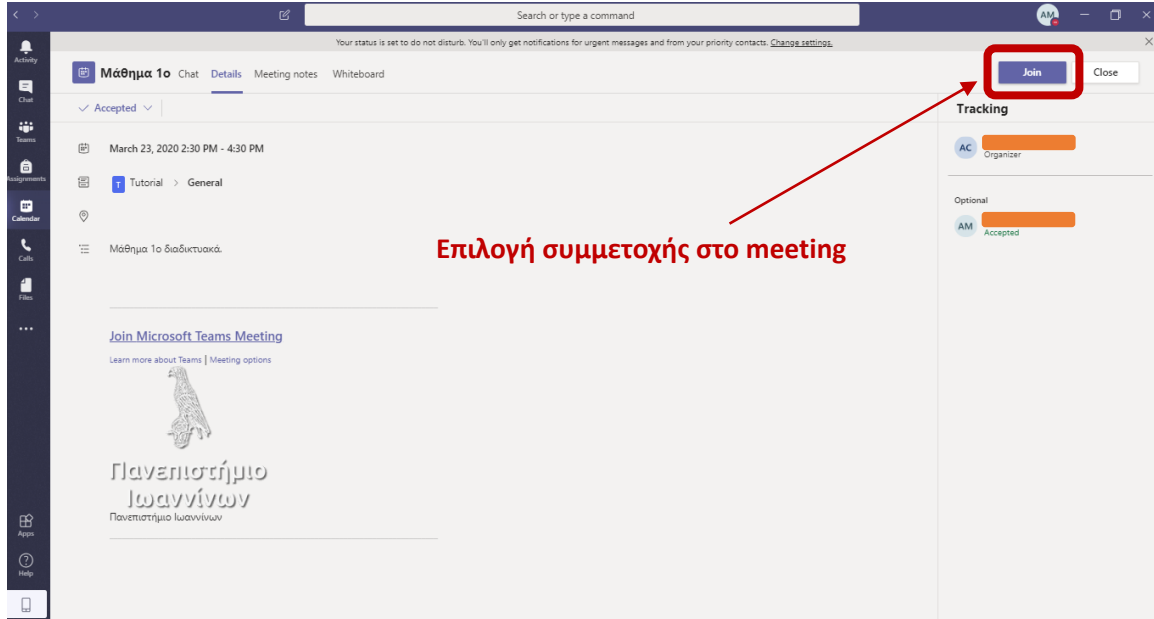 Search or type a command
AM
Your status is set to do not disturb. You'll only get notifications for urgent messages and from your priority contacts. Change settings.
Activity
Chat
Teams
Assignments
Calendar
Calls
Files
Apps
Help
Μάθημα 1ο Chat Details Meeting notes Whiteboard
Join Close
Accepted
Tracking
March 23, 2020 2:30 PM - 4:30 PM
AC
Organizer
T Tutorial > General
Optional
AM
Accepted
Μάθημα 1ο διαδικτυακά.
Επιλογή συμμετοχής στο meeting
Join Microsoft Teams Meeting
Learn more about Teams | Meeting options
Πανεπιστήμιο
Ιωαννίνων
Πανεπιστήμιο Ιωαννίνων